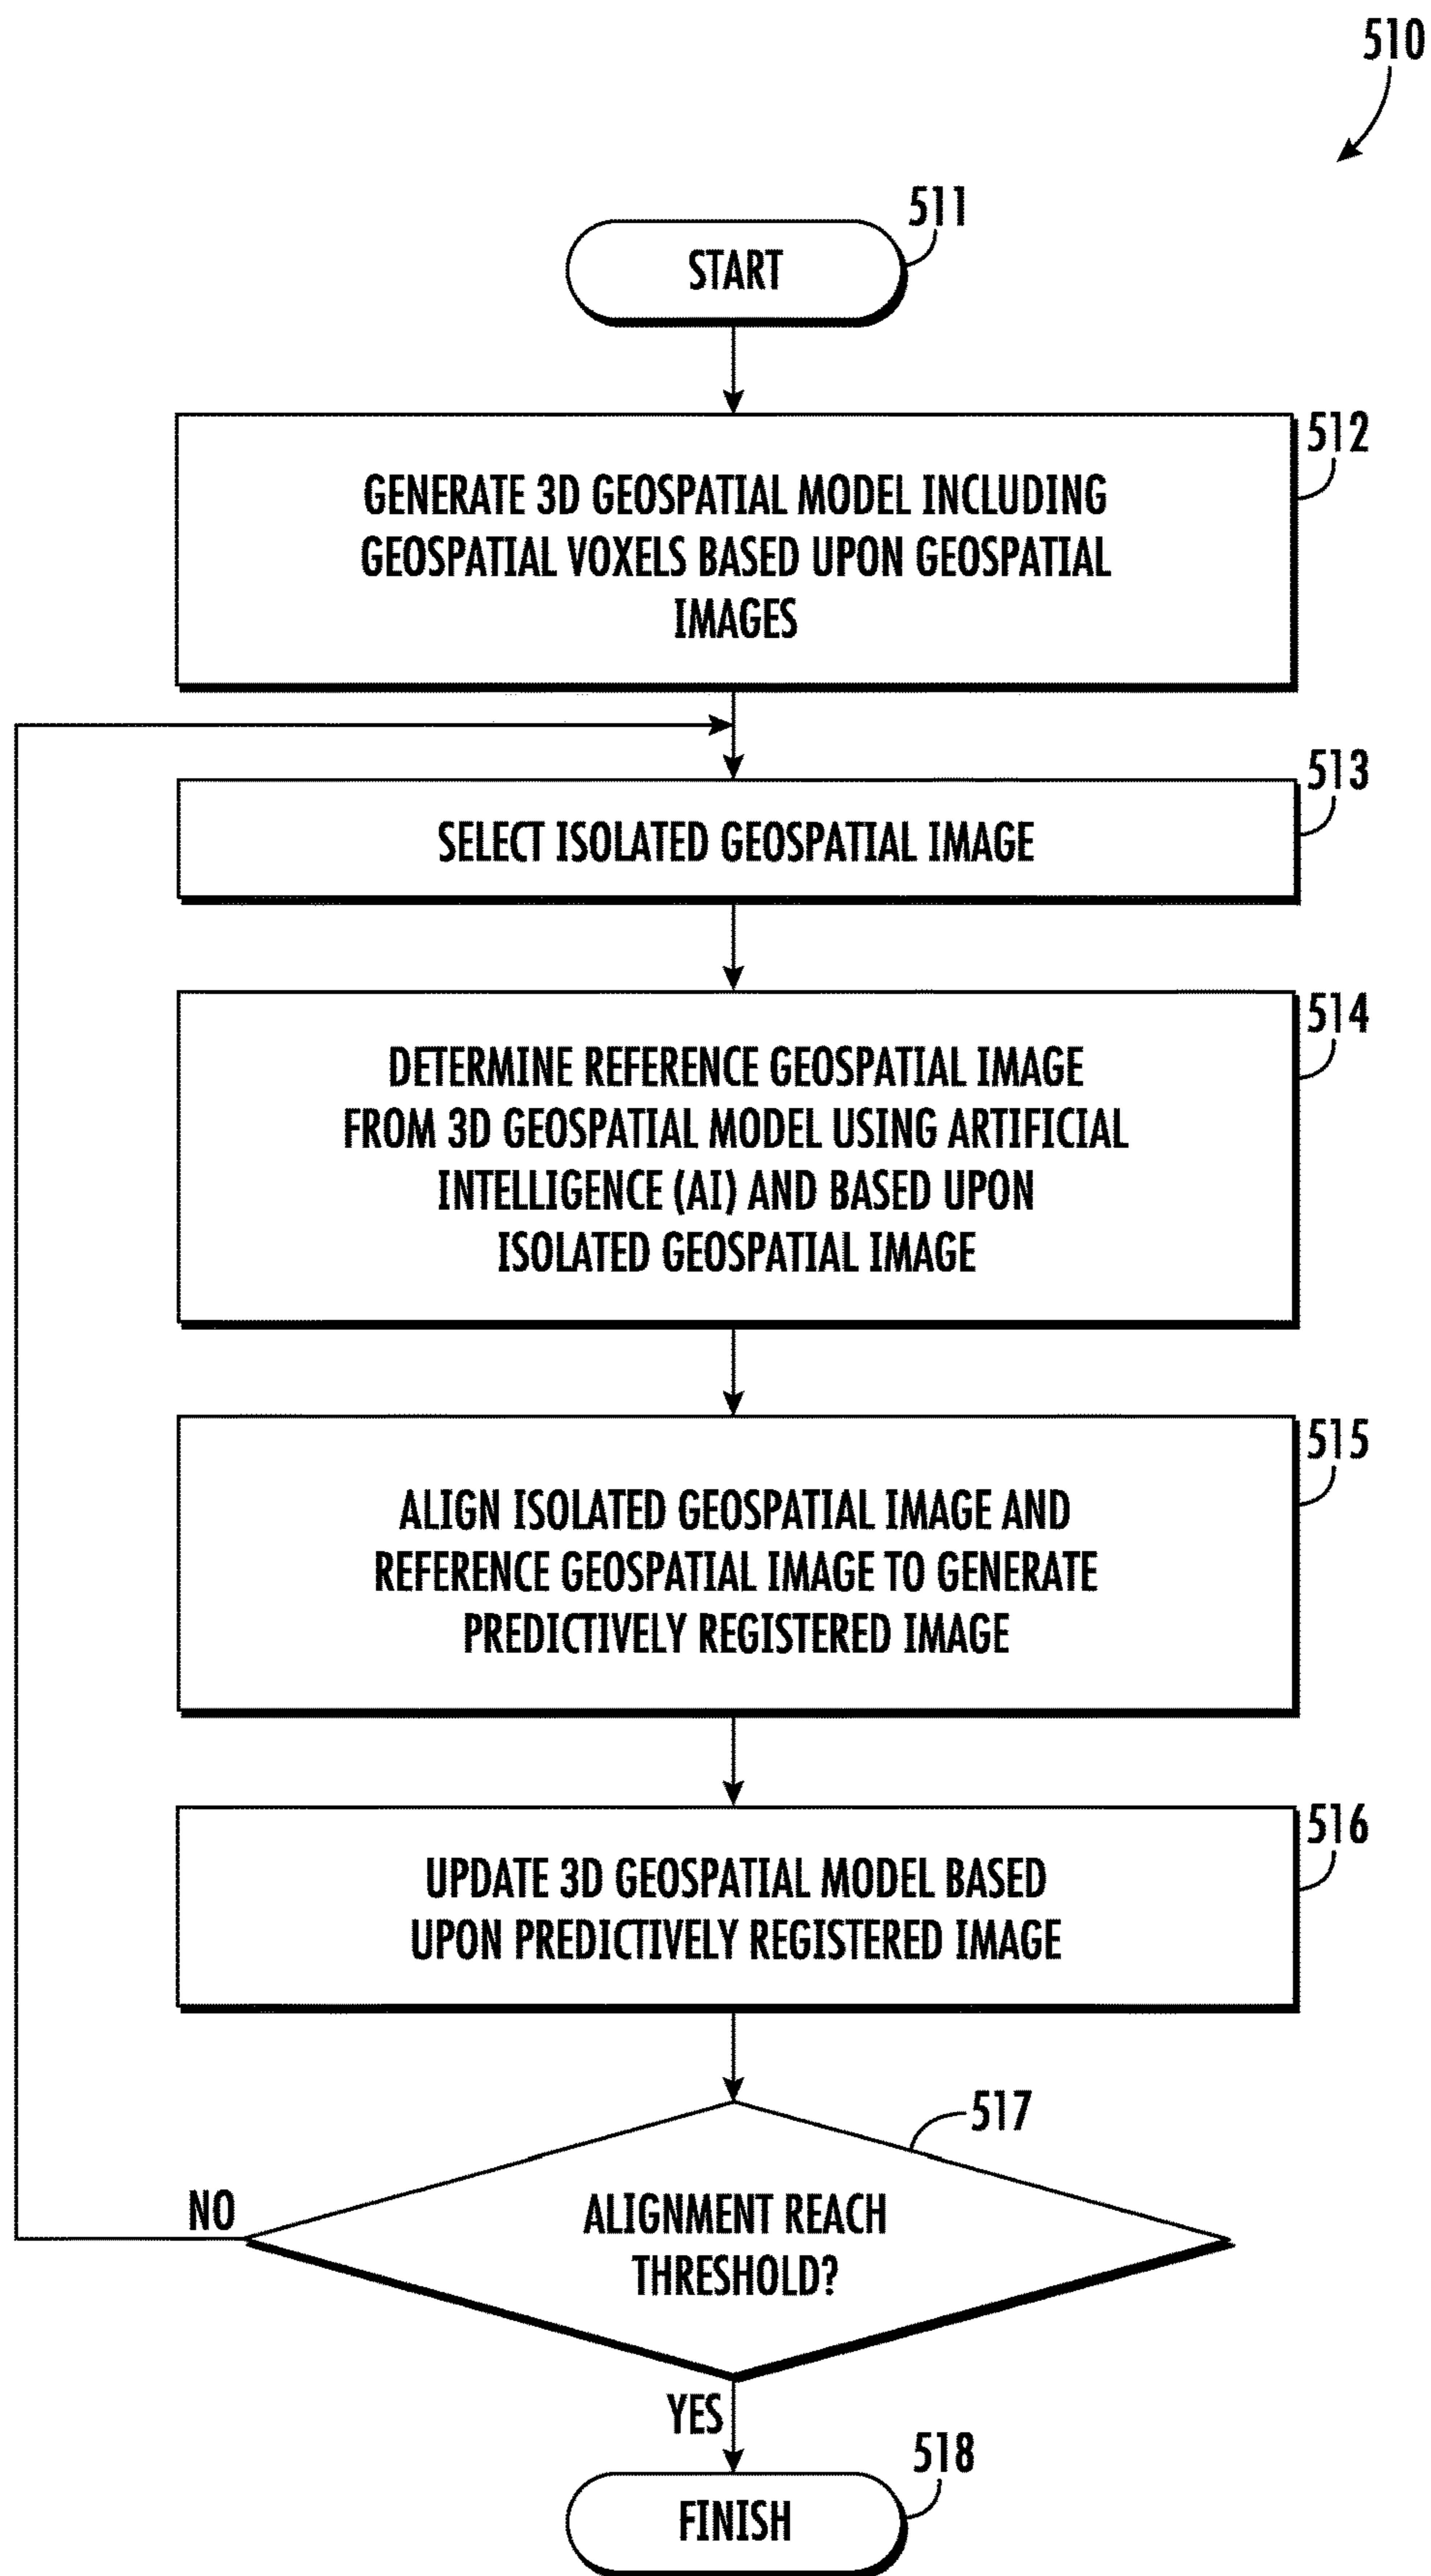 510
511
START
512
GENERATE 3D GEOSPATIAL MODEL INCLUDING
GEOSPATIAL VOXELS BASED UPON GEOSPATIAL
IMAGES
513
SELECT ISOLATED GEOSPATIAL IMAGE
514
DETERMINE REFERENCE GEOSPATIAL IMAGE
FROM 3D GEOSPATIAL MODEL USING ARTIFICIAL
INTELLIGENCE (AI) AND BASED UPON
ISOLATED GEOSPATIAL IMAGE
515
ALIGN ISOLATED GEOSPATIAL IMAGE AND
REFERENCE GEOSPATIAL IMAGE TO GENERATE
PREDICTIVELY REGISTERED IMAGE
516
UPDATE 3D GEOSPATIAL MODEL BASED
UPON PREDICTIVELY REGISTERED IMAGE
517
NO
ALIGNMENT REACH
THRESHOLD?
YES
518
FINISH